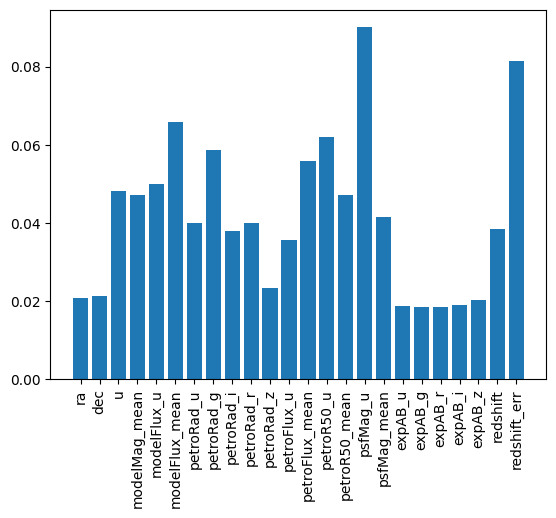 0.08
0.06
0.04
0.02
0.00
ra
dec
u
modelMag_mean
modelFlux_u
modelFlux_mean
petroRad_u
petroRad_g
petroRad_i
petroRad_r
petroRad_z
petroFlux_u
petroFlux_mean
petroR50_u
petroR50_mean
psfMag_u
psfMag_mean
expAB_u
expAB_g
expAB_r
expAB_i
expAB_z
redshift
redshift_err